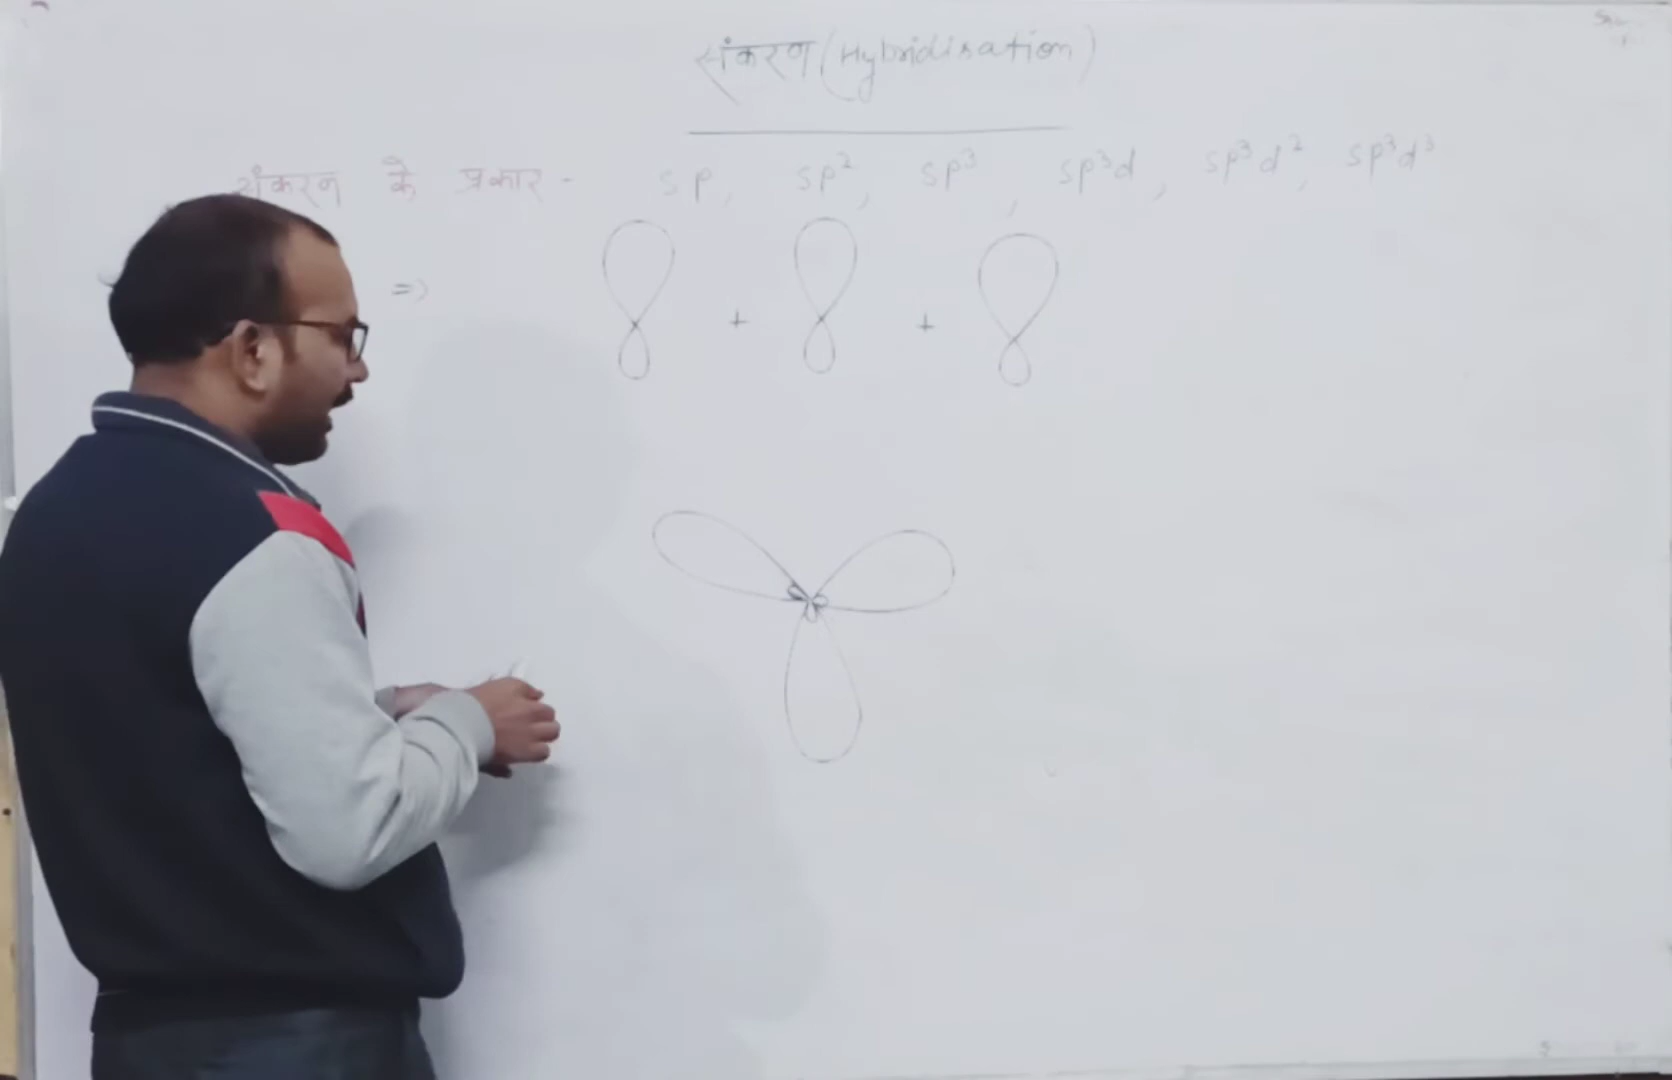 संकरण (Hybridisation)
संकरण के प्रकार - sp, sp², sp³, sp³d, sp³d², sp³d³
=>
+ +